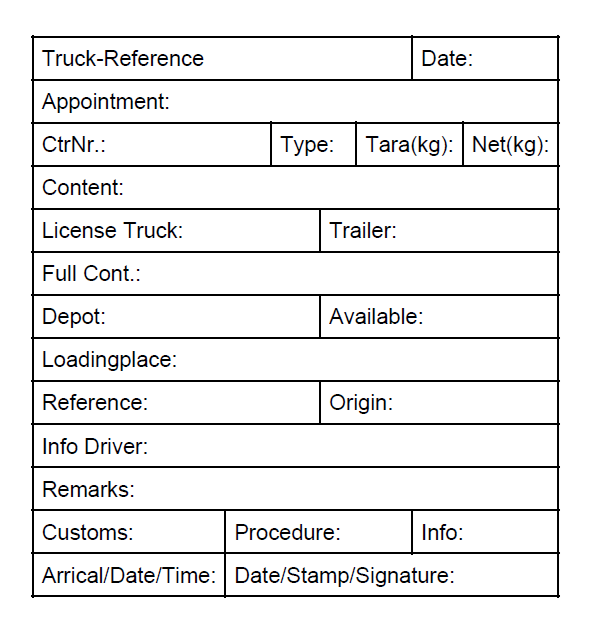 Truck-Reference Date:
Appointment:
CtrNr.: Type: Tara(kg): Net(kg):
Content:
License Truck: Trailer:
Full Cont.:
Depot: Available:
Loadingplace:
Reference: Origin:
Info Driver:
Remarks:
Customs: Procedure: Info:
Arrical/Date/Time: Date/Stamp/Signature: